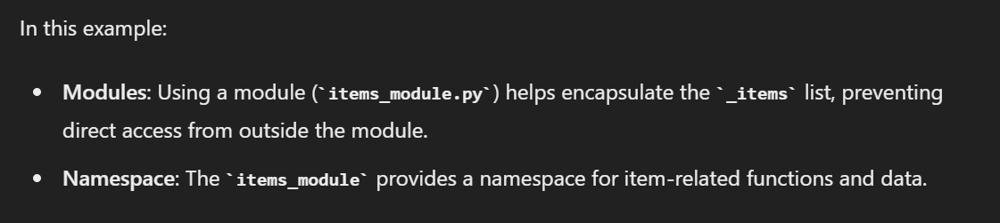 In this example:
• Modules: Using a module (`items_module.py`) helps encapsulate the `_items` list, preventing
direct access from outside the module.
• Namespace: The `items_module` provides a namespace for item-related functions and data.